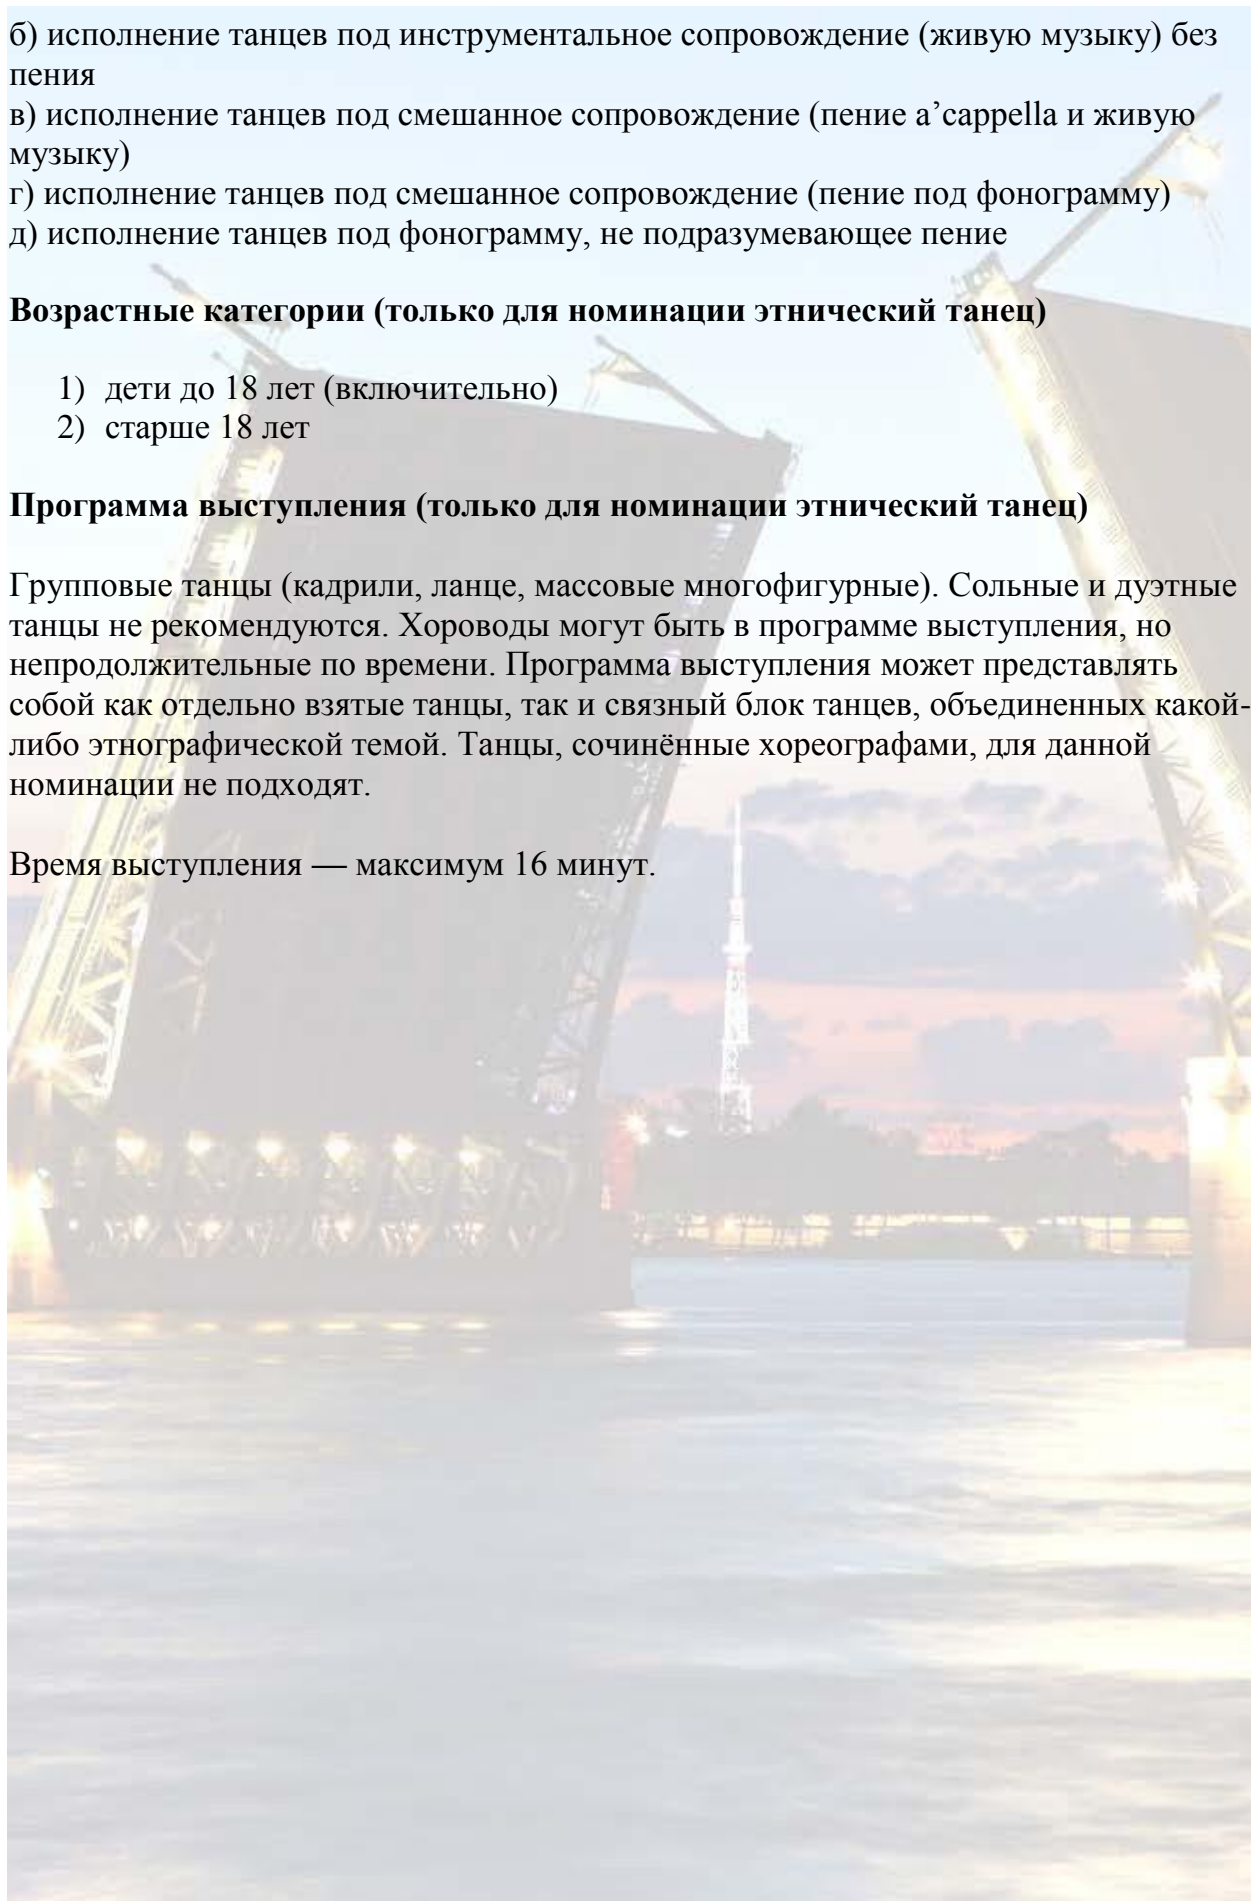 б) исполнение танцев под инструментальное сопровождение (живую музыку) без
пения
в) исполнение танцев под смешанное сопровождение (пение a’cappella и живую
музыку)
г) исполнение танцев под смешанное сопровождение (пение под фонограмму)
д) исполнение танцев под фонограмму, не подразумевающее пение
Возрастные категории (только для номинации этнический танец)
1) дети до 18 лет (включительно)
2) старше 18 лет
Программа выступления (только для номинации этнический танец)
Групповые танцы (кадрили, ланце, массовые многофигурные). Сольные и дуэтные
танцы не рекомендуются. Хороводы могут быть в программе выступления, но
непродолжительные по времени. Программа выступления может представлять
собой как отдельно взятые танцы, так и связный блок танцев, объединенных какой-
либо этнографической темой. Танцы, сочинённые хореографами, для данной
номинации не подходят.
Время выступления — максимум 16 минут.